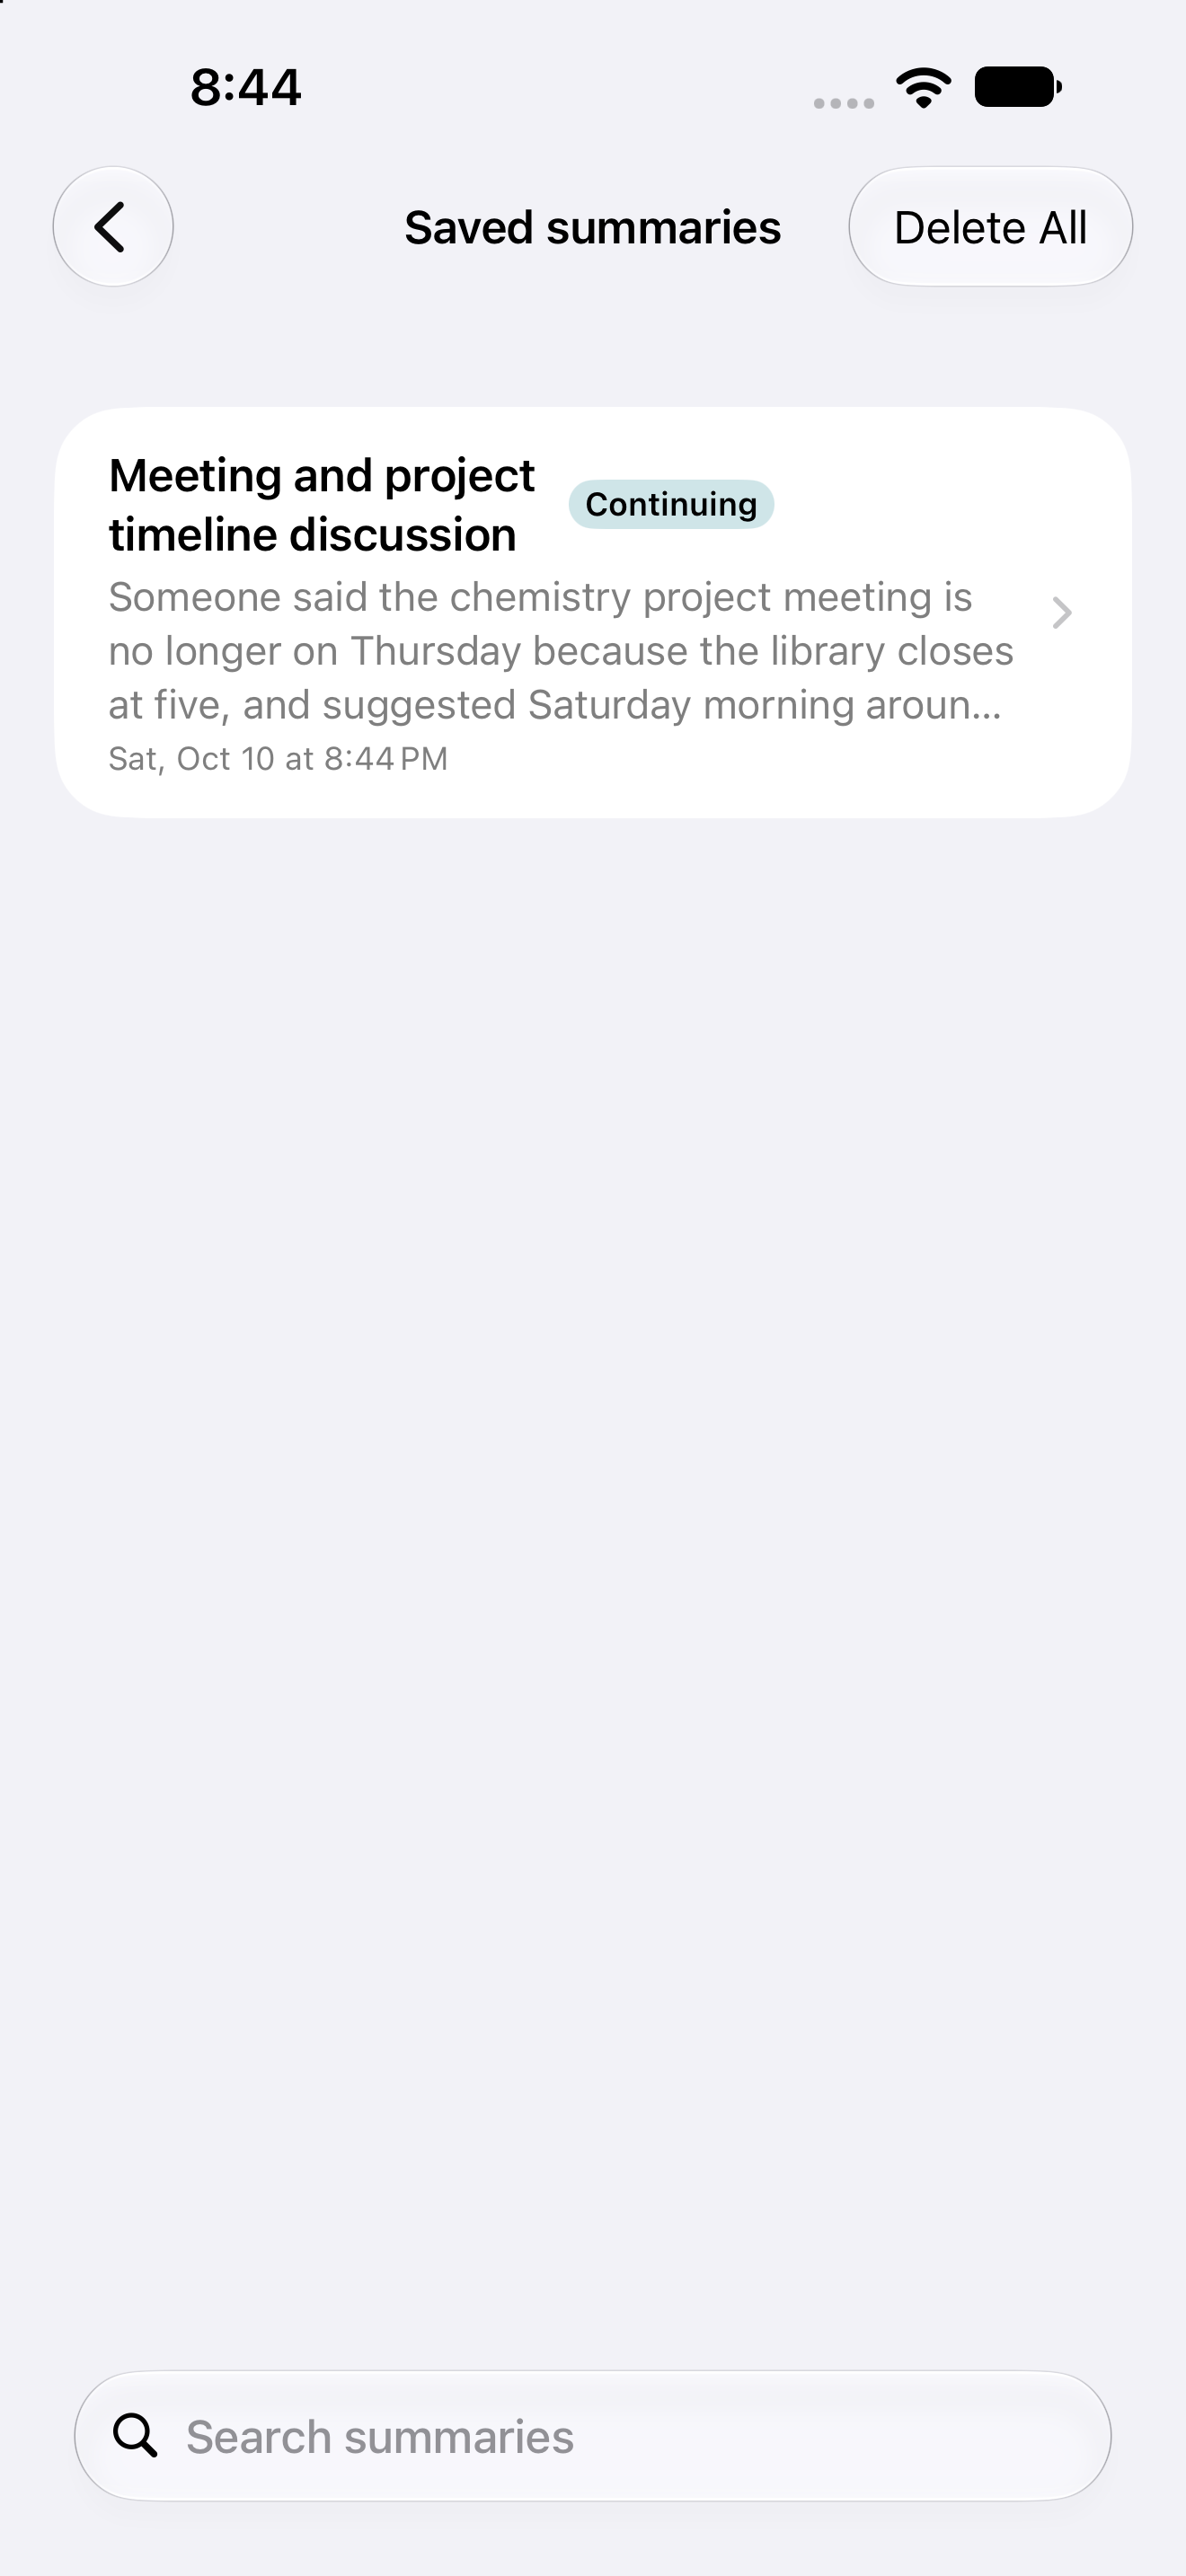 8:44
Saved summaries
Delete All
Meeting and project
timeline discussion
Continuing
Someone said the chemistry project meeting is
no longer on Thursday because the library closes
at five, and suggested Saturday morning aroun...
Sat, Oct 10 at 8:44 PM
Search summaries